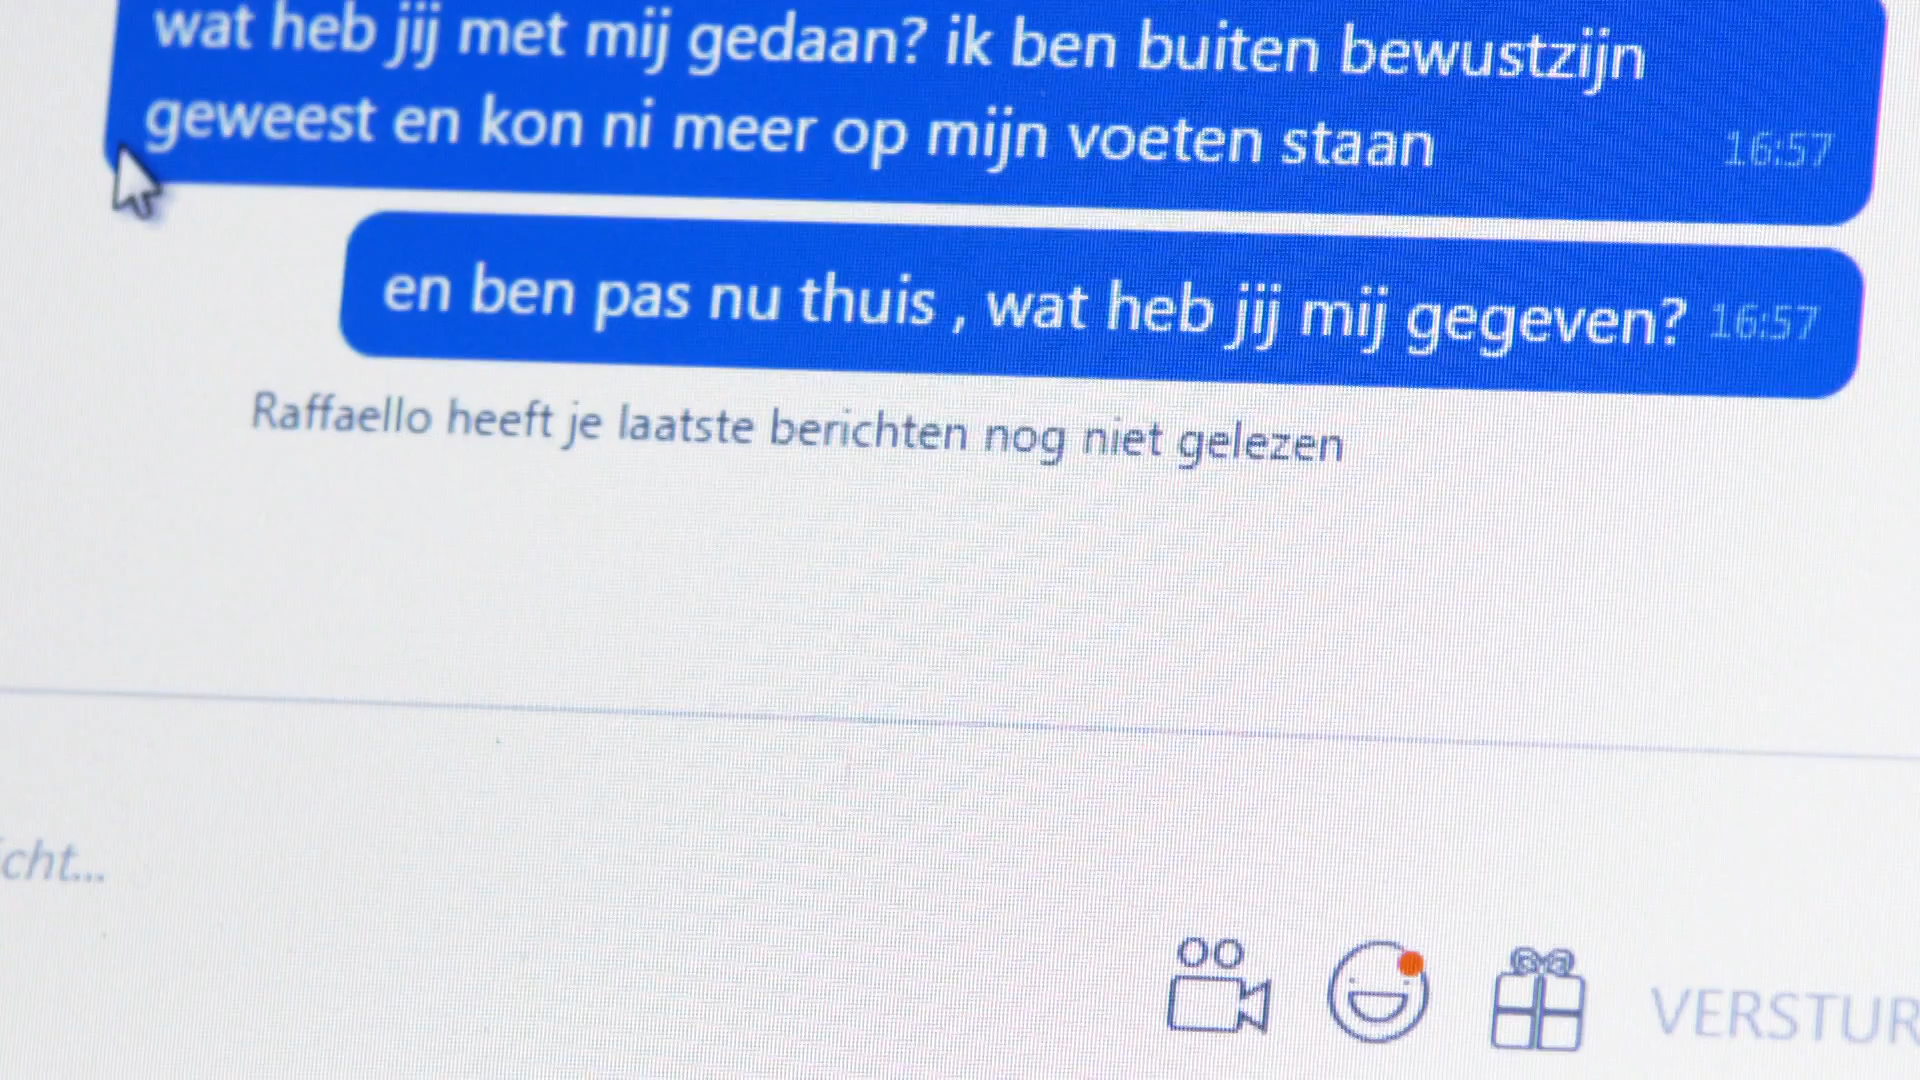 wat heb jij met mij gedaan? ik ben buiten bewustzijn
geweest en kon ni meer op mijn voeten staan 16:57
en ben pas nu thuis , wat heb jij mij gegeven? 16:57
Raffaello heeft je laatste berichten nog niet gelezen